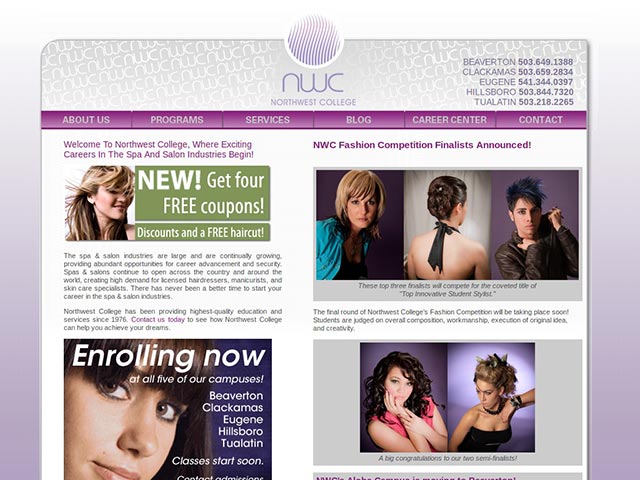 nwc
NORTHWEST COLLEGE
BEAVERTON 503.649.1388
CLACKAMAS 503.659.2834
EUGENE 541.344.0397
HILLSBORO 503.844.7320
TUALATIN 503.218.2265
ABOUT US PROGRAMS SERVICES BLOG CAREER CENTER CONTACT
Welcome To Northwest College, Where Exciting
Careers In The Spa And Salon Industries Begin!
NEW! Get four
FREE coupons!
Discounts and a FREE haircut!
The spa & salon industries are large and are continually growing,
providing abundant opportunities for career advancement and security.
Spas & salons continue to open across the country and around the
world, creating high demand for licensed hairdressers, manicurists, and
skin care specialists. There has never been a better time to start your
career in the spa & salon industries.
Northwest College has been providing highest-quality education and
services since 1976. Contact us today to see how Northwest College
can help you achieve your dreams.
Enrolling now
at all five of our campuses!
Beaverton
Clackamas
Eugene
Hillsboro
Tualatin
Classes start soon.
Contact admissions
NWC Fashion Competition Finalists Announced!
These top three finalists will compete for the coveted title of
"Top Innovative Student Stylist."
The final round of Northwest College's Fashion Competition will be taking place soon!
Students are judged on overall composition, workmanship, execution of original idea,
and creativity.
A big congratulations to our two semi-finalists!
NWC's Aloha Campus is moving to Beaverton!